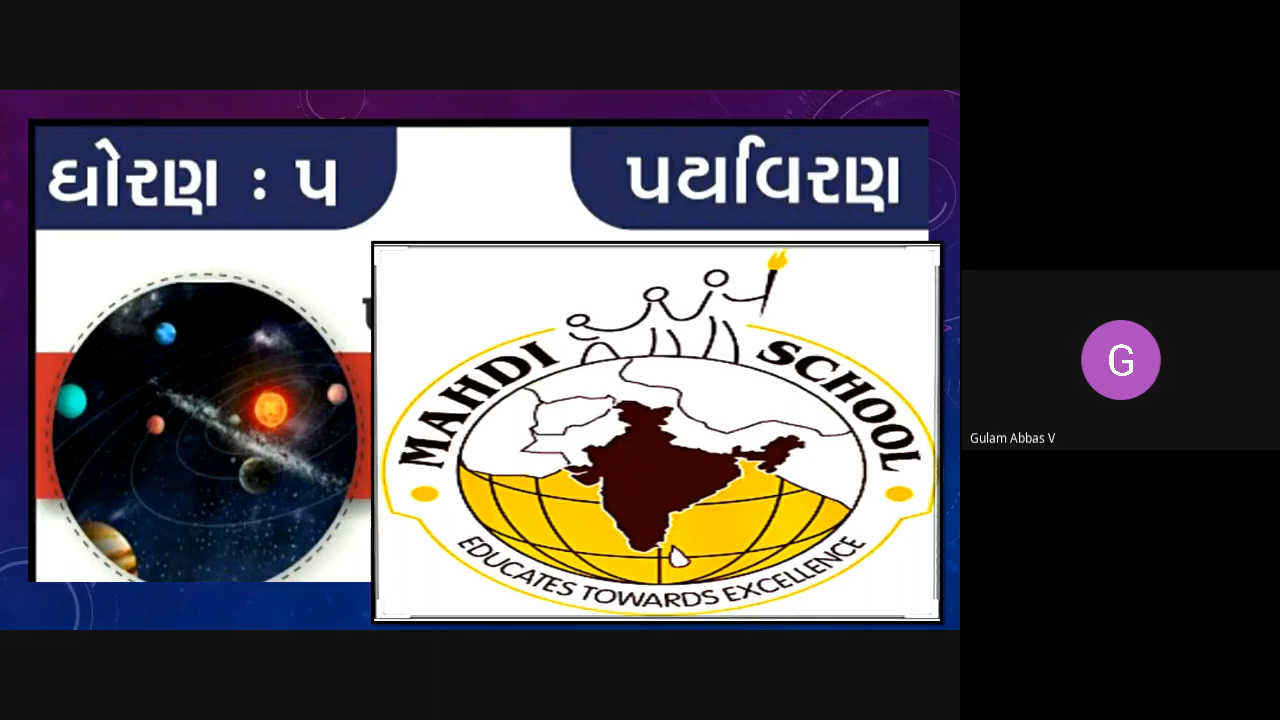 ધોરણ : ૫
પર્યાવરણ
MAHDI SCHOOL
EDUCATES TOWARDS EXCELLENCE
G
Gulam Abbas V